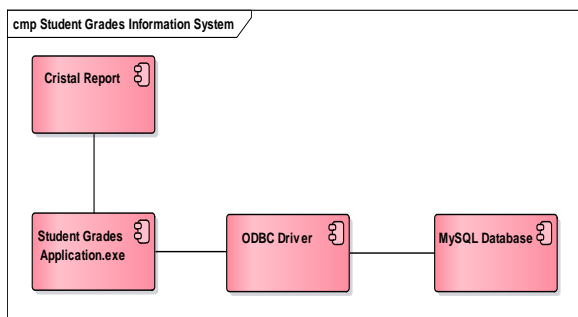 cmp Student Grades Information System
Cristal Report
Student Grades
Application.exe
ODBC Driver
MySQL Database